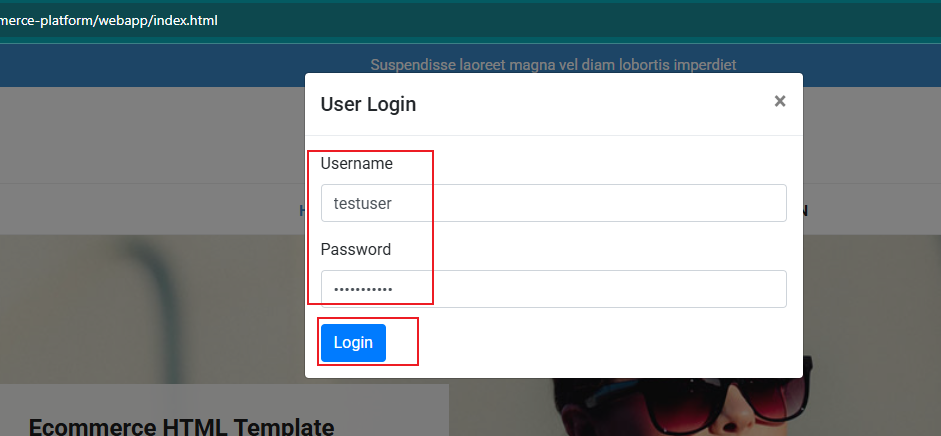 merce-platform/webapp/index.html
Suspendisse laoreet magna vel diam lobortis imperdiet
User Login
×
Username
testuser
H
N
Password
•••••••••••
Login
Ecommerce HTML Template